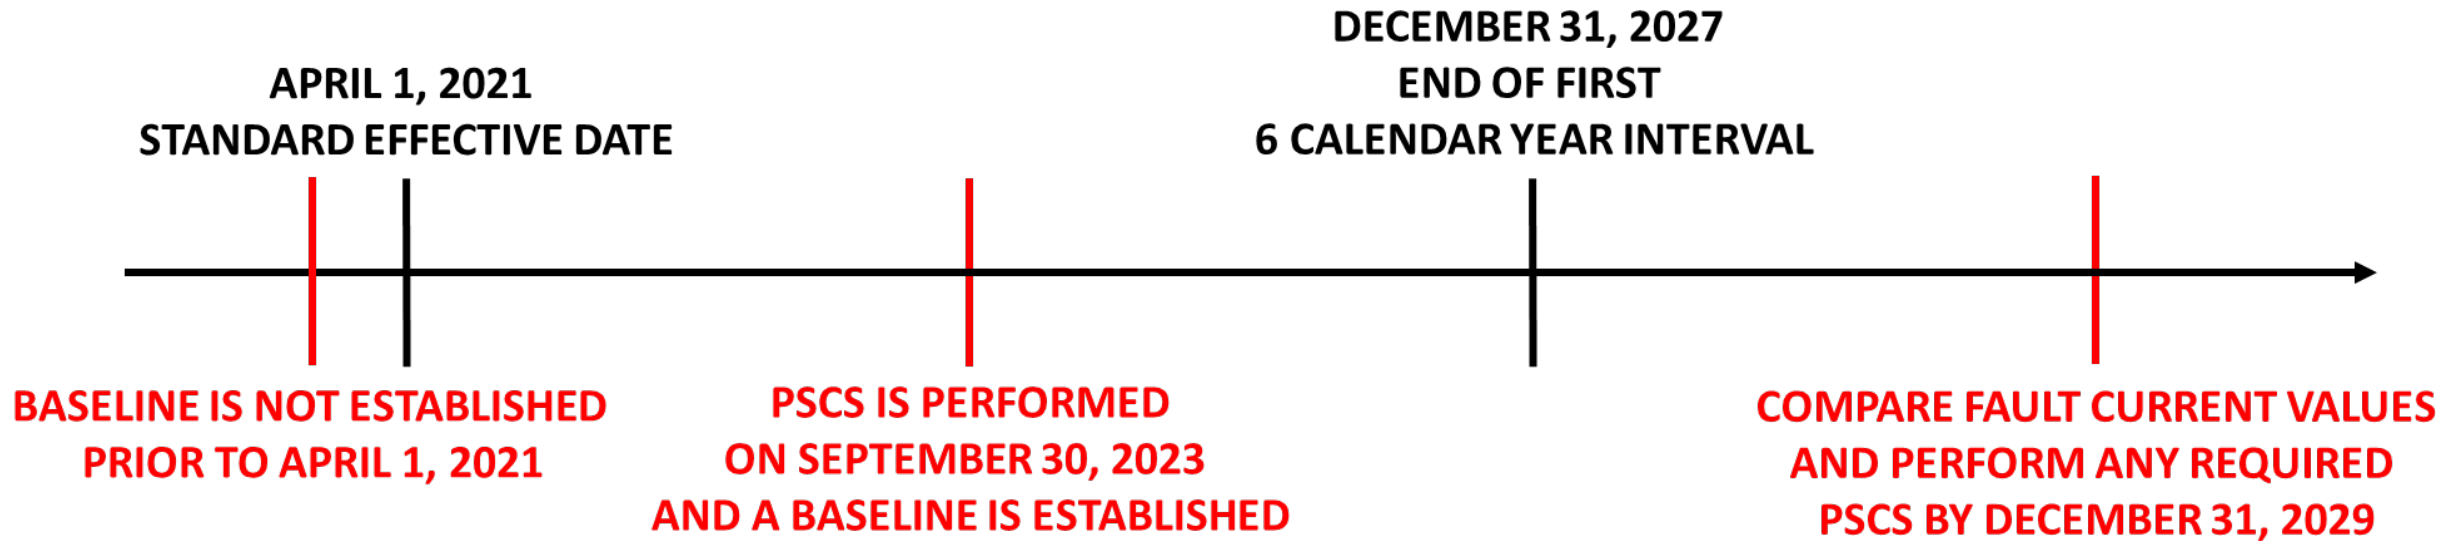 APRIL 1, 2021
STANDARD EFFECTIVE DATE
DECEMBER 31, 2027
END OF FIRST
6 CALENDAR YEAR INTERVAL
BASELINE IS NOT ESTABLISHED
PRIOR TO APRIL 1, 2021
PSCS IS PERFORMED
ON SEPTEMBER 30, 2023
AND A BASELINE IS ESTABLISHED
COMPARE FAULT CURRENT VALUES
AND PERFORM ANY REQUIRED
PSCS BY DECEMBER 31, 2029